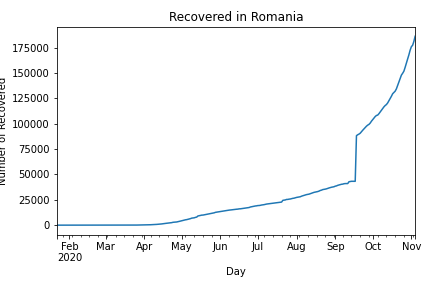 Recovered in Romania
Number of Recovered
175000
150000
125000
100000
75000
50000
25000
0
Feb Mar Apr May Jun Jul Aug Sep Oct Nov
2020
Day